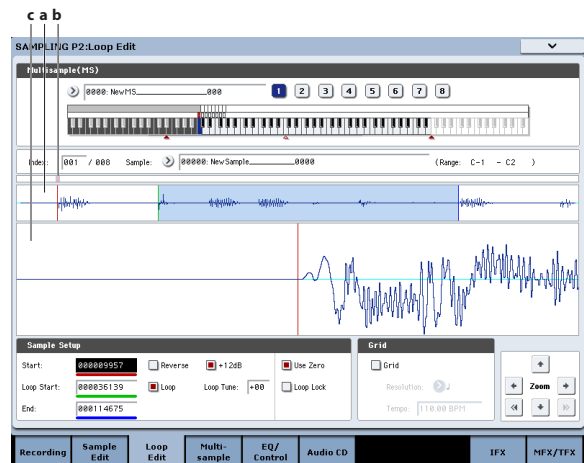 c a b
SAMPLING P2:Loop Edit
Multisample(MS)
0000: NewMS______________000
1 2 3 4 5 6 7 8
Index: 001 / 008 Sample: 00000: NewSample__________0000 (Range: C-1 - C2 )
Sample Setup
Start: 000009957 Reverse +12dB Use Zero
Loop Start: 000036139 Loop Loop Tune: +00 Loop Lock
End: 000114675
Grid
Grid
Resolution:
Tempo: 110.00 BPM
Zoom
Recording
Sample Edit
Loop Edit
Multi-sample
EQ/Control
Audio CD
IFX
MFX/TFX